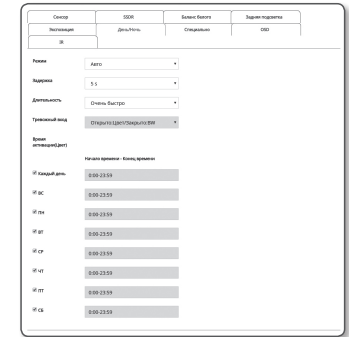 Сенсор
SSDR
Баланс белого
Задняя подсветка
Экспозиция
День/Ночь
Специально
OSD
IR
Режим
Авто
Задержка
5 s
Длительность
Очень быстро
Тревожный вход
Открыто:Цвет/Закрыто:BW
Время
активации(Цвет)
Начало времени - Конец времени
Каждый день
0:00-23:59
ВС
0:00-23:59
ПН
0:00-23:59
ВТ
0:00-23:59
СР
0:00-23:59
ЧТ
0:00-23:59
ПТ
0:00-23:59
СБ
0:00-23:59